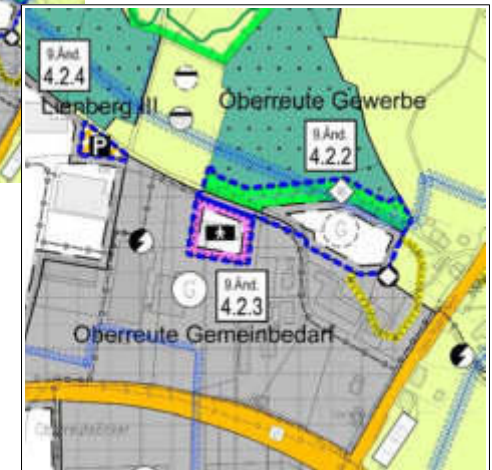 9.Änd.
4.2.4
Lienberg III
Oberreute Gewerbe
P
9.Änd.
4.2.2
G
G
9.Änd.
4.2.3
Oberreute Gemeinbedarf